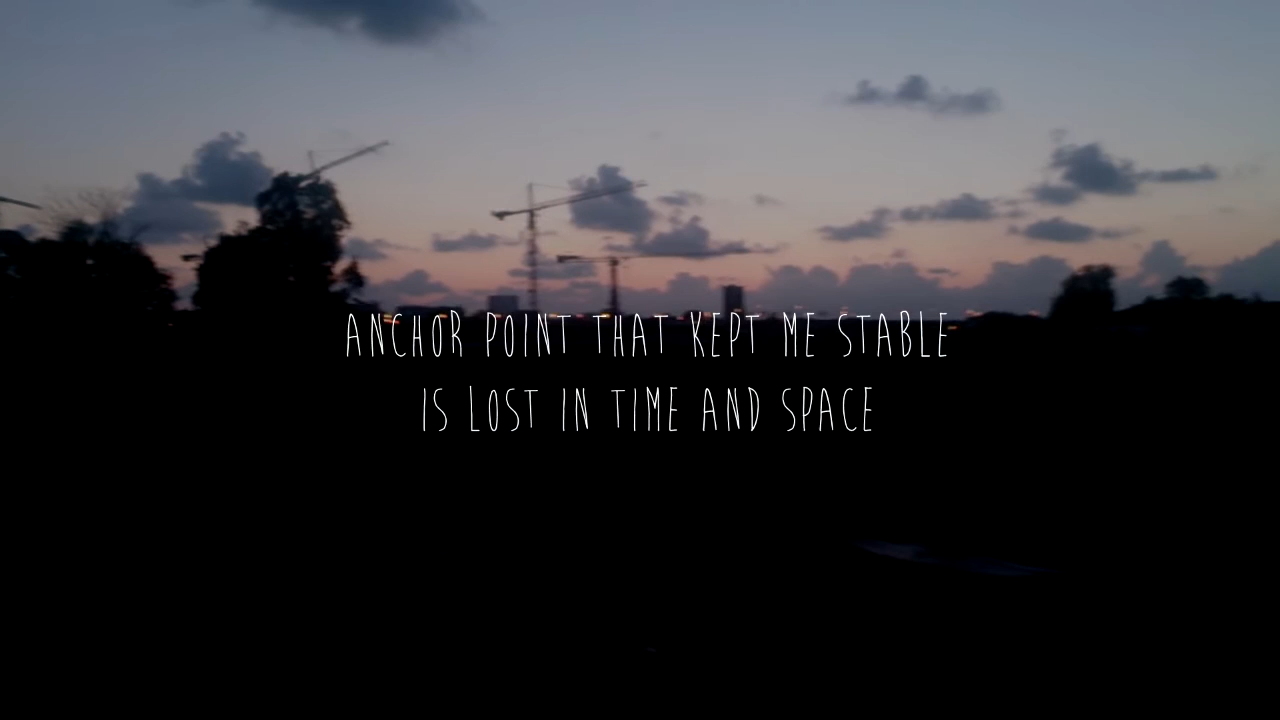 ANCHOR POINT THAT KEPT ME STABLE
IS LOST IN TIME AND SPACE